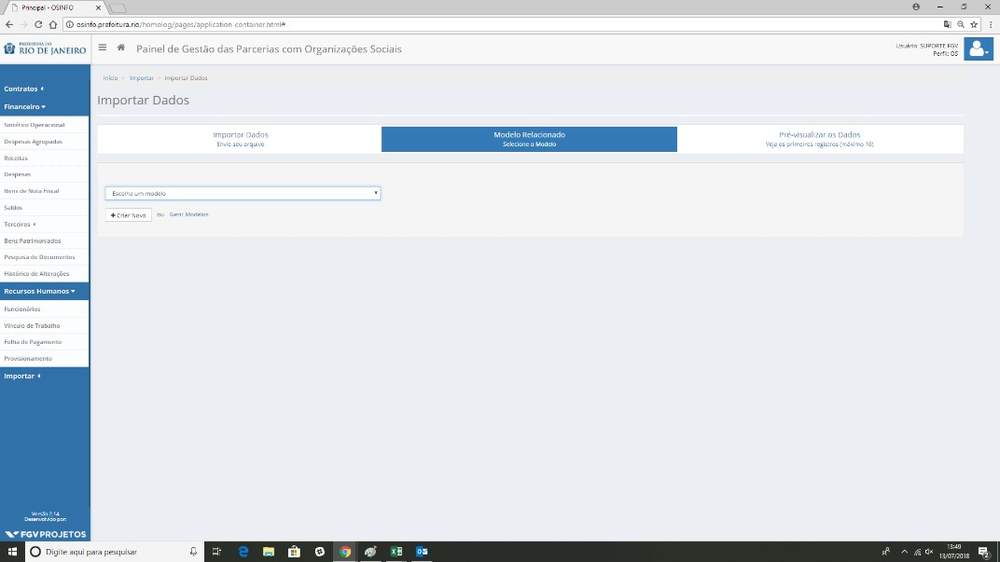 Principal - OSINFO
osinfo.prefeitura.rio/homolog/pages/application-container.html#
PREFEITURA DO
RIO DE JANEIRO
Painel de Gestão das Parcerias com Organizações Sociais
Usuário: SUPORTE FGV
Perfil: OS
Início > Importar > Importar Dados
Importar Dados
Contratos
Financeiro
Sintético Operacional
Despesas Agrupadas
Receitas
Despesas
Itens de Nota Fiscal
Saldos
Terceiros
Bens Patrimoniados
Pesquisa de Documentos
Histórico de Alterações
Recursos Humanos
Funcionários
Vínculo de Trabalho
Folha de Pagamento
Provisionamento
Importar
Versão 2.14
Desenvolvido por:
FGV PROJETOS
Importar Dados
Envie seu arquivo
Modelo Relacionado
Selecione o Modelo
Pré-visualizar os Dados
Veja os primeiros registros (máximo 10)
Escolha um modelo
+ Criar Novo ou Gerir Modelos
Digite aqui para pesquisar
13:40
13/07/2018